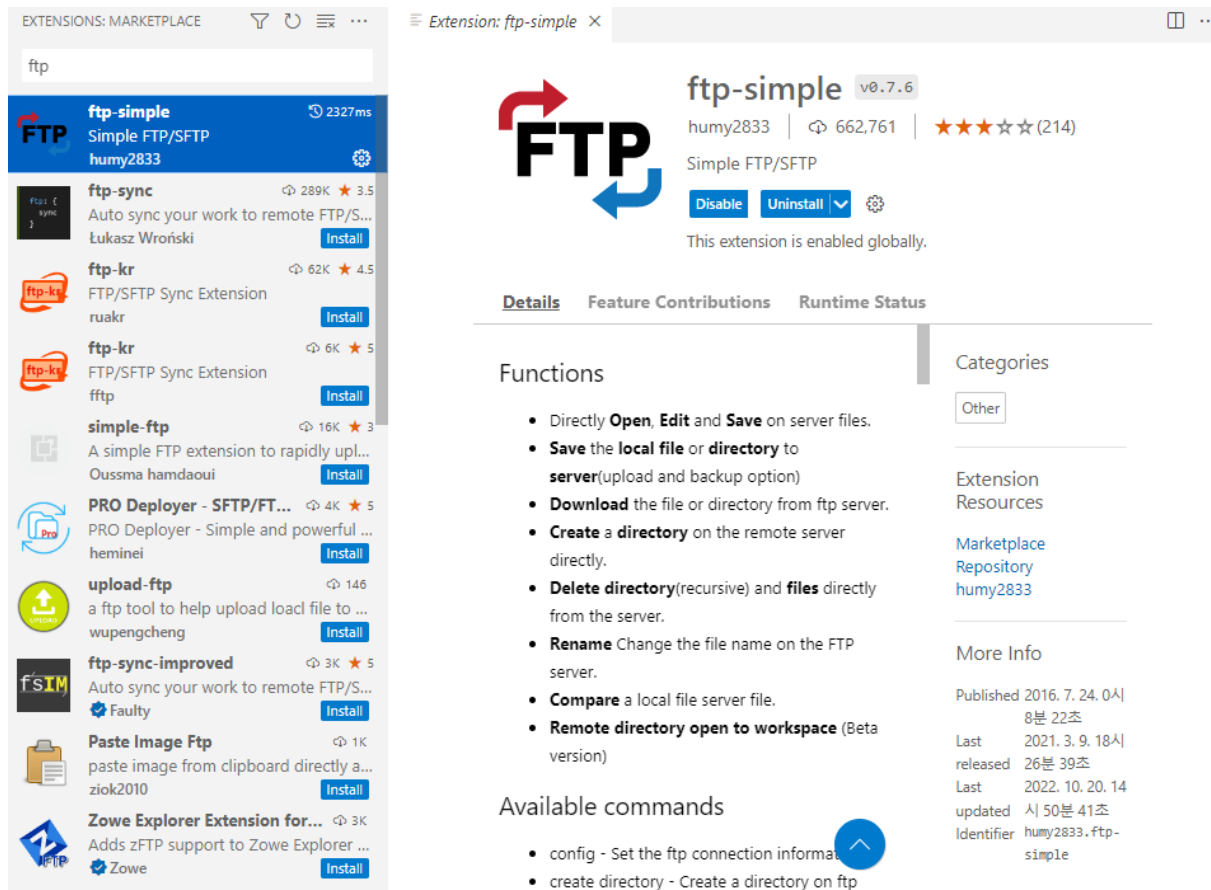 EXTENSIONS: MARKETPLACE
ftp
FTP
ftp-simple 2327ms
Simple FTP/SFTP
humy2833
ftp: {
sync
}
ftp-sync 289K ★ 3.5
Auto sync your work to remote FTP/S...
Łukasz Wroński Install
ftp-kr
ftp-kr 62K ★ 4.5
FTP/SFTP Sync Extension
ruakr Install
ftp-kr
ftp-kr 6K ★ 5
FTP/SFTP Sync Extension
fftp Install
simple-ftp 16K ★ 3
A simple FTP extension to rapidly upl...
Oussma hamdaoui Install
Pro
PRO Deployer - SFTP/FT... 4K ★ 5
PRO Deployer - Simple and powerful ...
heminei Install
UPLOAD
upload-ftp 146
a ftp tool to help upload loacl file to ...
wupengcheng Install
fsIM
ftp-sync-improved 3K ★ 5
Auto sync your work to remote FTP/S...
Faulty Install
Paste Image Ftp 1K
paste image from clipboard directly a...
ziok2010 Install
zFTP
Zowe Explorer Extension for... 3K
Adds zFTP support to Zowe Explorer ...
Zowe Install
Extension: ftp-simple ×
FTP
ftp-simple v0.7.6
humy2833 | 662,761 | ★★★☆☆(214)
Simple FTP/SFTP
Disable Uninstall
This extension is enabled globally.
Details Feature Contributions Runtime Status
Functions
• Directly Open, Edit and Save on server files.
• Save the local file or directory to
server(upload and backup option)
• Download the file or directory from ftp server.
• Create a directory on the remote server
directly.
• Delete directory(recursive) and files directly
from the server.
• Rename Change the file name on the FTP
server.
• Compare a local file server file.
• Remote directory open to workspace (Beta
version)
Available commands
• config - Set the ftp connection informa
• create directory - Create a directory on ftp
Categories
Other
Extension
Resources
Marketplace
Repository
humy2833
More Info
Published 2016. 7. 24. 0시
8분 22초
Last 2021. 3. 9. 18시
released 26분 39초
Last 2022. 10. 20. 14
updated 시 50분 41초
Identifier humy2833.ftp-
simple